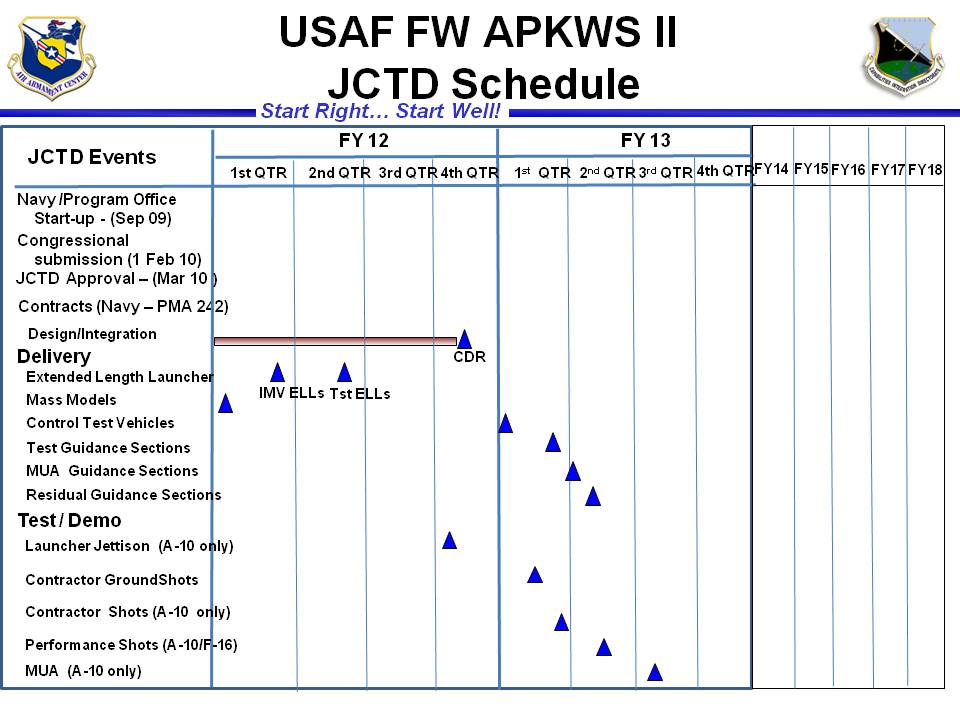 USAF FW APKWS II
JCTD Schedule
AIR ARMAMENT CENTER
CAPABILITIES INTEGRATION DIRECTORATE
Start Right… Start Well!
JCTD Events
FY 12
FY 13
1st QTR
2nd QTR
3rd QTR
4th QTR
1st QTR
2nd QTR
3rd QTR
4th QTR
FY14
FY15
FY16
FY17
FY18
Navy /Program Office
Start-up - (Sep 09)
Congressional
submission (1 Feb 10)
JCTD Approval – (Mar 10 )
Contracts (Navy – PMA 242)
Design/Integration
CDR
Delivery
Extended Length Launcher
IMV ELLs
Tst ELLs
Mass Models
Control Test Vehicles
Test Guidance Sections
MUA Guidance Sections
Residual Guidance Sections
Test / Demo
Launcher Jettison (A-10 only)
Contractor GroundShots
Contractor Shots (A-10 only)
Performance Shots (A-10/F-16)
MUA (A-10 only)